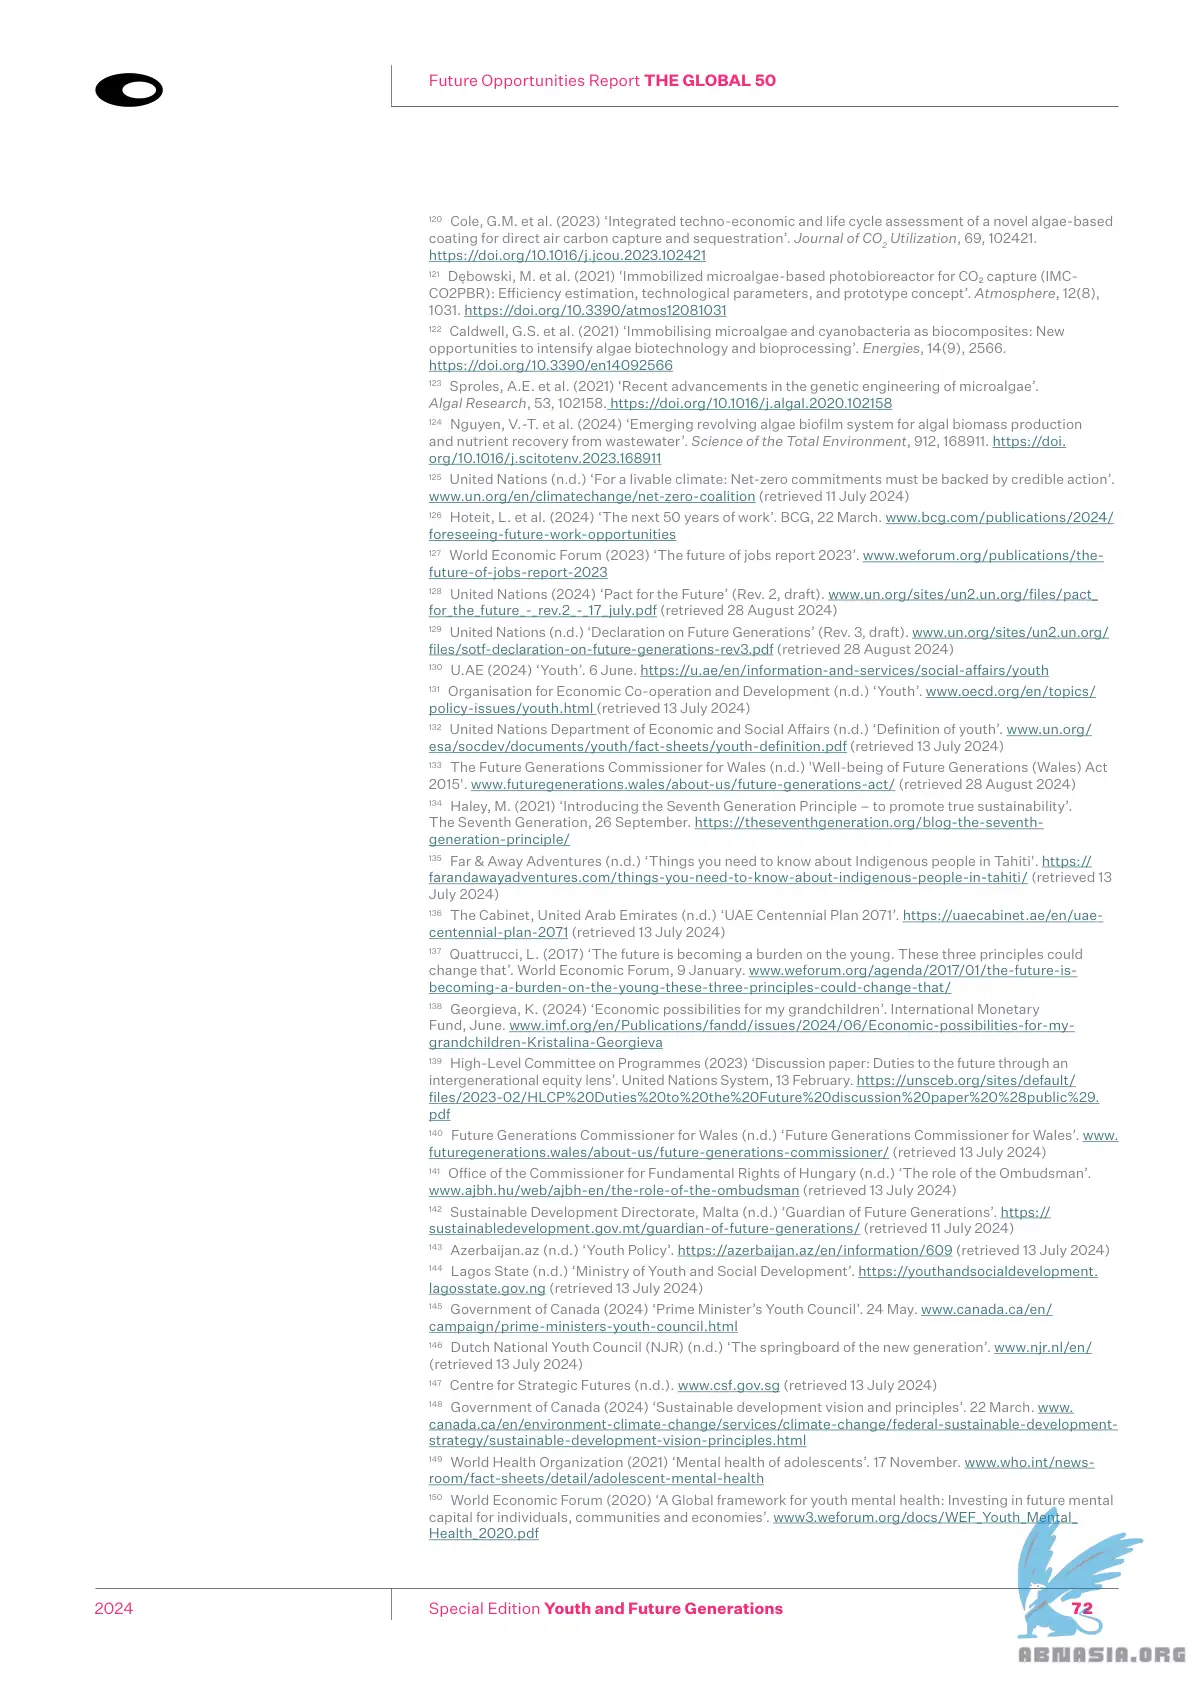 Future Opportunities Report THE GLOBAL 50
120 Cole, G.M. et al. (2023) ‘Integrated techno-economic and life cycle assessment of a novel algae-based
coating for direct air carbon capture and sequestration’. Journal of CO2 Utilization, 69, 102421.
https://doi.org/10.1016/j.jcou.2023.102421
121 Dębowski, M. et al. (2021) ‘Immobilized microalgae-based photobioreactor for CO₂ capture (IMC-
CO2PBR): Efficiency estimation, technological parameters, and prototype concept’. Atmosphere, 12(8),
1031. https://doi.org/10.3390/atmos12081031
122 Caldwell, G.S. et al. (2021) ‘Immobilising microalgae and cyanobacteria as biocomposites: New
opportunities to intensify algae biotechnology and bioprocessing’. Energies, 14(9), 2566.
https://doi.org/10.3390/en14092566
123 Sproles, A.E. et al. (2021) ‘Recent advancements in the genetic engineering of microalgae’.
Algal Research, 53, 102158. https://doi.org/10.1016/j.algal.2020.102158
124 Nguyen, V.-T. et al. (2024) ‘Emerging revolving algae biofilm system for algal biomass production
and nutrient recovery from wastewater’. Science of the Total Environment, 912, 168911. https://doi.
org/10.1016/j.scitotenv.2023.168911
125 United Nations (n.d.) ‘For a livable climate: Net-zero commitments must be backed by credible action’.
www.un.org/en/climatechange/net-zero-coalition (retrieved 11 July 2024)
126 Hoteit, L. et al. (2024) ‘The next 50 years of work’. BCG, 22 March. www.bcg.com/publications/2024/
foreseeing-future-work-opportunities
127 World Economic Forum (2023) ‘The future of jobs report 2023’. www.weforum.org/publications/the-
future-of-jobs-report-2023
128 United Nations (2024) ‘Pact for the Future’ (Rev. 2, draft). www.un.org/sites/un2.un.org/files/pact_
for_the_future_-_rev.2_-_17_july.pdf (retrieved 28 August 2024)
129 United Nations (n.d.) ‘Declaration on Future Generations’ (Rev. 3, draft). www.un.org/sites/un2.un.org/
files/sotf-declaration-on-future-generations-rev3.pdf (retrieved 28 August 2024)
130 U.AE (2024) ‘Youth’. 6 June. https://u.ae/en/information-and-services/social-affairs/youth
131 Organisation for Economic Co-operation and Development (n.d.) ‘Youth’. www.oecd.org/en/topics/
policy-issues/youth.html (retrieved 13 July 2024)
132 United Nations Department of Economic and Social Affairs (n.d.) ‘Definition of youth’. www.un.org/
esa/socdev/documents/youth/fact-sheets/youth-definition.pdf (retrieved 13 July 2024)
133 The Future Generations Commissioner for Wales (n.d.) 'Well-being of Future Generations (Wales) Act
2015'. www.futuregenerations.wales/about-us/future-generations-act/ (retrieved 28 August 2024)
134 Haley, M. (2021) ‘Introducing the Seventh Generation Principle – to promote true sustainability’.
The Seventh Generation, 26 September. https://theseventhgeneration.org/blog-the-seventh-
generation-principle/
135 Far & Away Adventures (n.d.) ‘Things you need to know about Indigenous people in Tahiti'. https://
farandawayadventures.com/things-you-need-to-know-about-indigenous-people-in-tahiti/ (retrieved 13
July 2024)
136 The Cabinet, United Arab Emirates (n.d.) ‘UAE Centennial Plan 2071’. https://uaecabinet.ae/en/uae-
centennial-plan-2071 (retrieved 13 July 2024)
137 Quattrucci, L. (2017) ‘The future is becoming a burden on the young. These three principles could
change that’. World Economic Forum, 9 January. www.weforum.org/agenda/2017/01/the-future-is-
becoming-a-burden-on-the-young-these-three-principles-could-change-that/
138 Georgieva, K. (2024) ‘Economic possibilities for my grandchildren’. International Monetary
Fund, June. www.imf.org/en/Publications/fandd/issues/2024/06/Economic-possibilities-for-my-
grandchildren-Kristalina-Georgieva
139 High-Level Committee on Programmes (2023) ‘Discussion paper: Duties to the future through an
intergenerational equity lens’. United Nations System, 13 February. https://unsceb.org/sites/default/
files/2023-02/HLCP%20Duties%20to%20the%20Future%20discussion%20paper%20%28public%29.
pdf
140 Future Generations Commissioner for Wales (n.d.) ‘Future Generations Commissioner for Wales’. www.
futuregenerations.wales/about-us/future-generations-commissioner/ (retrieved 13 July 2024)
141 Office of the Commissioner for Fundamental Rights of Hungary (n.d.) ‘The role of the Ombudsman’.
www.ajbh.hu/web/ajbh-en/the-role-of-the-ombudsman (retrieved 13 July 2024)
142 Sustainable Development Directorate, Malta (n.d.) ‘Guardian of Future Generations’. https://
sustainabledevelopment.gov.mt/guardian-of-future-generations/ (retrieved 11 July 2024)
143 Azerbaijan.az (n.d.) ‘Youth Policy’. https://azerbaijan.az/en/information/609 (retrieved 13 July 2024)
144 Lagos State (n.d.) ‘Ministry of Youth and Social Development’. https://youthandsocialdevelopment.
lagosstate.gov.ng (retrieved 13 July 2024)
145 Government of Canada (2024) ‘Prime Minister’s Youth Council’. 24 May. www.canada.ca/en/
campaign/prime-ministers-youth-council.html
146 Dutch National Youth Council (NJR) (n.d.) ‘The springboard of the new generation’. www.njr.nl/en/
(retrieved 13 July 2024)
147 Centre for Strategic Futures (n.d.). www.csf.gov.sg (retrieved 13 July 2024)
148 Government of Canada (2024) ‘Sustainable development vision and principles’. 22 March. www.
canada.ca/en/environment-climate-change/services/climate-change/federal-sustainable-development-
strategy/sustainable-development-vision-principles.html
149 World Health Organization (2021) ‘Mental health of adolescents’. 17 November. www.who.int/news-
room/fact-sheets/detail/adolescent-mental-health
150 World Economic Forum (2020) ‘A Global framework for youth mental health: Investing in future mental
capital for individuals, communities and economies’. www3.weforum.org/docs/WEF_Youth_Mental_
Health_2020.pdf
2024
Special Edition Youth and Future Generations
72
ABNASIA.ORG